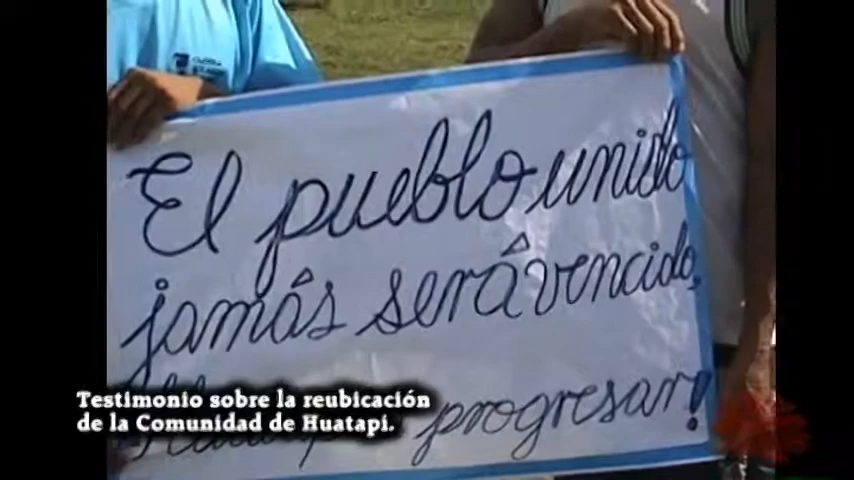 El pueblo unido
jamás será vencido,
progresar!
Testimonio sobre la reubicación
de la Comunidad de Huatapi.